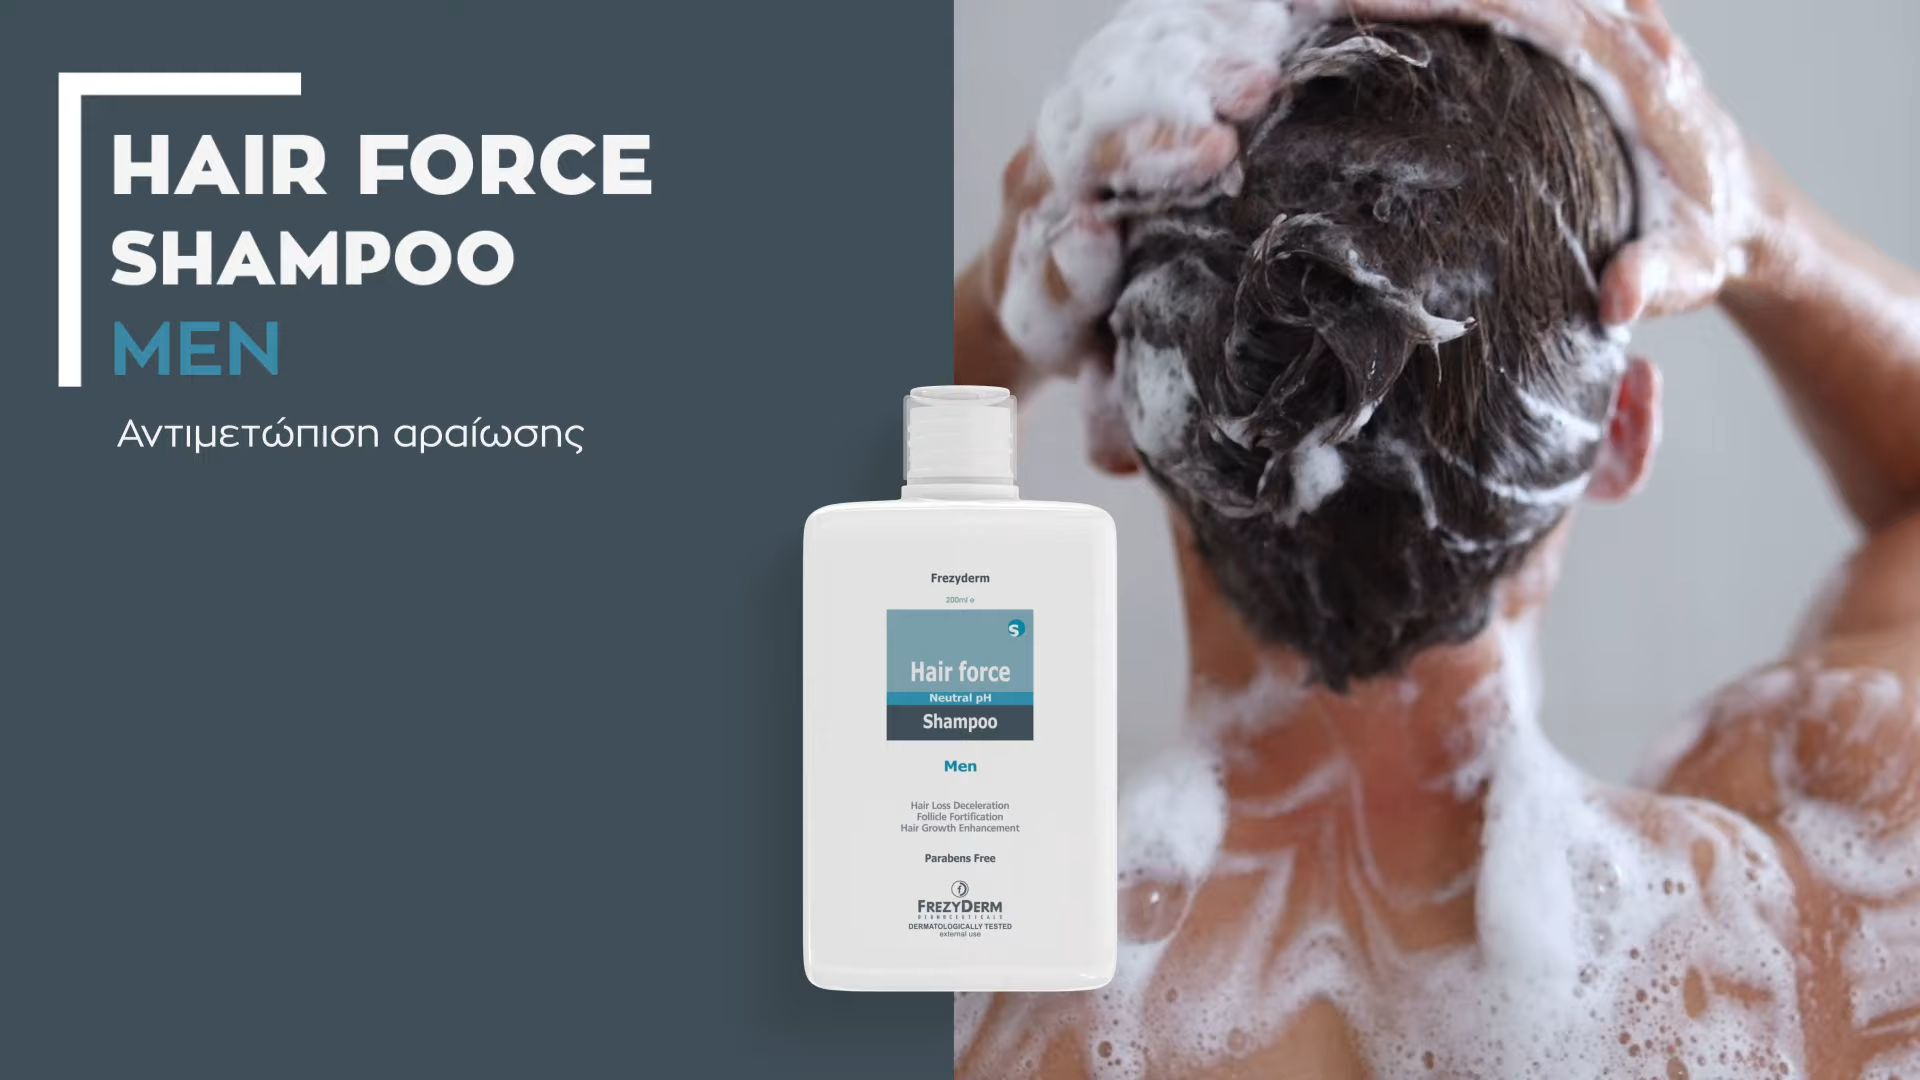 HAIR FORCE
SHAMPOO
MEN
Αντιμετώπιση αραίωσης
Frezyderm
200ml e
S
Hair force
Neutral pH
Shampoo
Men
Hair Loss Deceleration
Follicle Fortification
Hair Growth Enhancement
Parabens Free
FREZYDERM
DERMOCEUTICALS
DERMATOLOGICALLY TESTED
external use